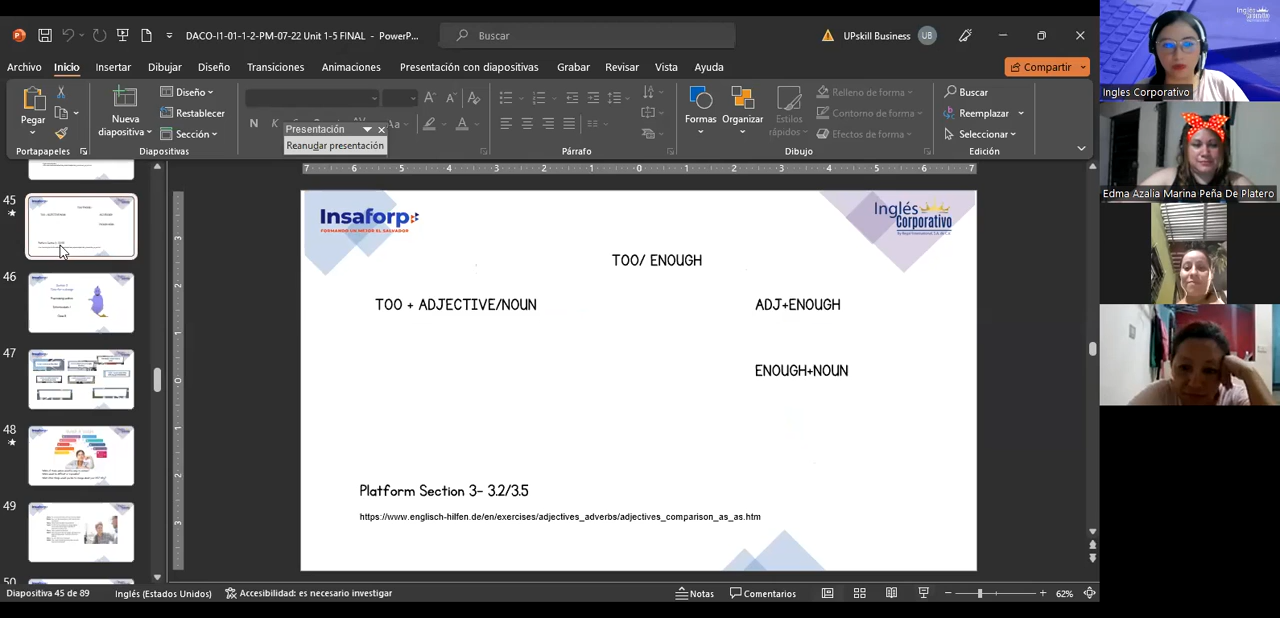 DACO-I1-01-1-2-PM-07-22 Unit 1-5 FINAL - PowerP...
Buscar
UPskill Business
UB
Archivo Inicio Insertar Dibujar Diseño Transiciones Animaciones Presentación con diapositivas Grabar Revisar Vista Ayuda
Compartir
Pegar
Nueva diapositiva
Diseño
Restablecer
Sección
Presentación
Reanudar presentación
Formas
Organizar
Estilos rápidos
Relleno de forma
Contorno de forma
Efectos de forma
Buscar
Reemplazar
Seleccionar
Portapapeles
Diapositivas
Párrafo
Dibujo
Edición
45
46
47
48
49
50
Insaforp
FORMANDO UN MEJOR EL SALVADOR
Inglés
Corporativo
TOO/ ENOUGH
TOO + ADJECTIVE/NOUN
ADJ+ENOUGH
ENOUGH+NOUN
Platform Section 3- 3.2/3.5
https://www.englisch-hilfen.de/en/exercises/adjectives_adverbs/adjectives_comparison_as_as.htm
Diapositiva 45 de 89
Inglés (Estados Unidos)
Accesibilidad: es necesario investigar
Notas
Comentarios
62%
Ingles Corporativo
Edma Azalia Marina Peña De Platero